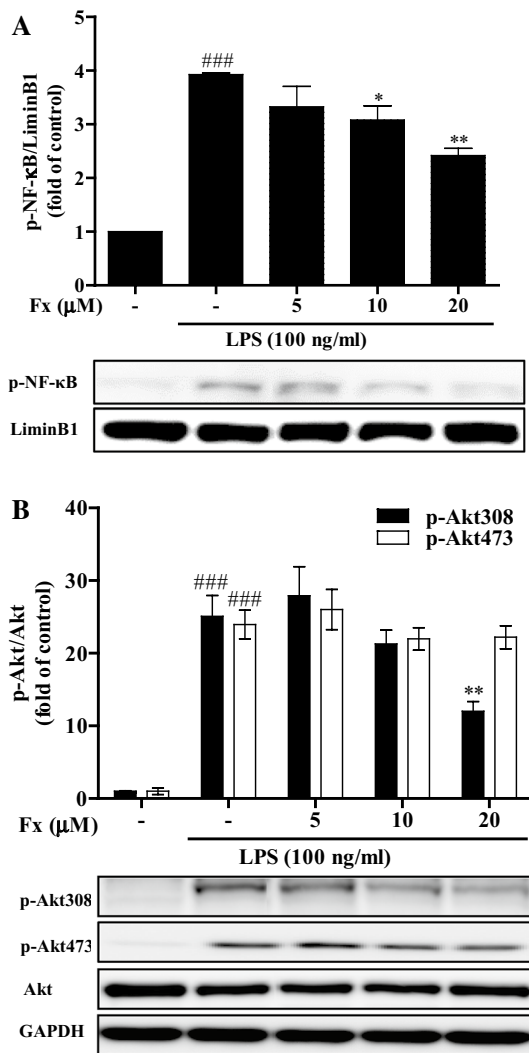 A
p-NF-κB/LiminB1
(fold of control)
5
4
3
2
1
0
###
*
**
Fx (μM)
- - 5 10 20
LPS (100 ng/ml)
p-NF-κB
LiminB1
B
p-Akt308
p-Akt473
p-Akt/Akt
(fold of control)
40
30
20
10
0
### ###
**
Fx (μM)
- - 5 10 20
LPS (100 ng/ml)
p-Akt308
p-Akt473
Akt
GAPDH